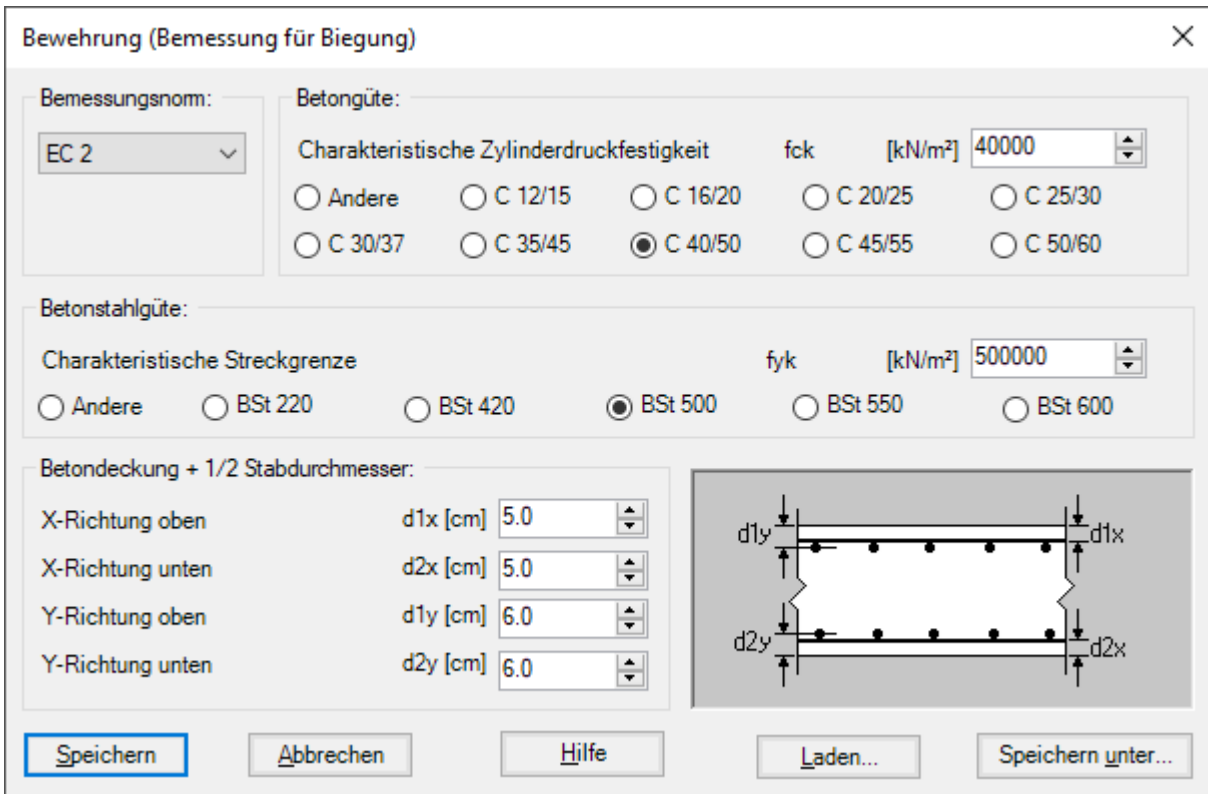 Bewehrung (Bemessung für Biegung)
Bemessungsnorm:
EC 2
Betongüte:
Charakteristische Zylinderdruckfestigkeit fck [kN/m²] 40000
Andere C 12/15 C 16/20 C 20/25 C 25/30
C 30/37 C 35/45 C 40/50 C 45/55 C 50/60
Betonstahlgüte:
Charakteristische Streckgrenze fyk [kN/m²] 500000
Andere BSt 220 BSt 420 BSt 500 BSt 550 BSt 600
Betondeckung + 1/2 Stabdurchmesser:
X-Richtung oben d1x [cm] 5.0
X-Richtung unten d2x [cm] 5.0
Y-Richtung oben d1y [cm] 6.0
Y-Richtung unten d2y [cm] 6.0
d1y d1x
d2y d2x
Speichern Abbrechen Hilfe Laden... Speichern unter...